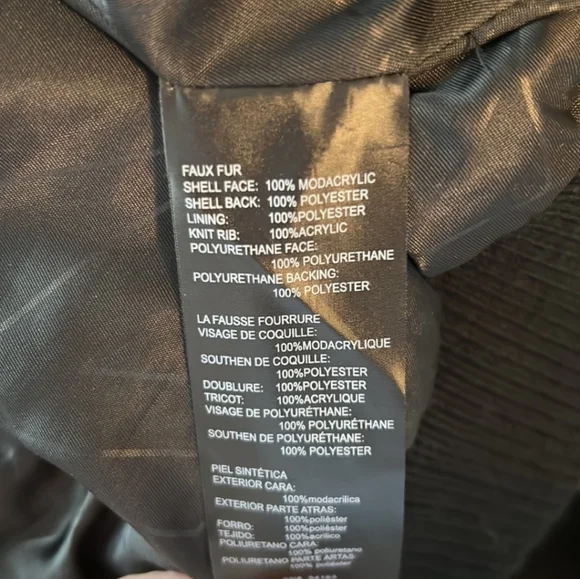 FAUX FUR
SHELL FACE: 100% MODACRYLIC
SHELL BACK: 100% POLYESTER
LINING: 100%POLYESTER
KNIT RIB: 100%ACRYLIC
POLYURETHANE FACE:
100% POLYURETHANE
POLYURETHANE BACKING:
100% POLYESTER
LA FAUSSE FOURRURE
VISAGE DE COQUILLE:
100%MODACRYLIQUE
SOUTHEN DE COQUILLE:
100%POLYESTER
DOUBLURE: 100%POLYESTER
TRICOT: 100%ACRYLIQUE
VISAGE DE POLYURÉTHANE:
100% POLYURÉTHANE
SOUTHEN DE POLYURÉTHANE:
100% POLYESTER
PIEL SINTÉTICA
EXTERIOR CARA:
100%modacrilica
EXTERIOR PARTE ATRAS:
100%poliéster
FORRO: 100%poliéster
TEJIDO: 100%acrilico
POLIURETANO CARA:
100% poliuretano
POLIURETANO PARTE ATRAS:
100% poliéster